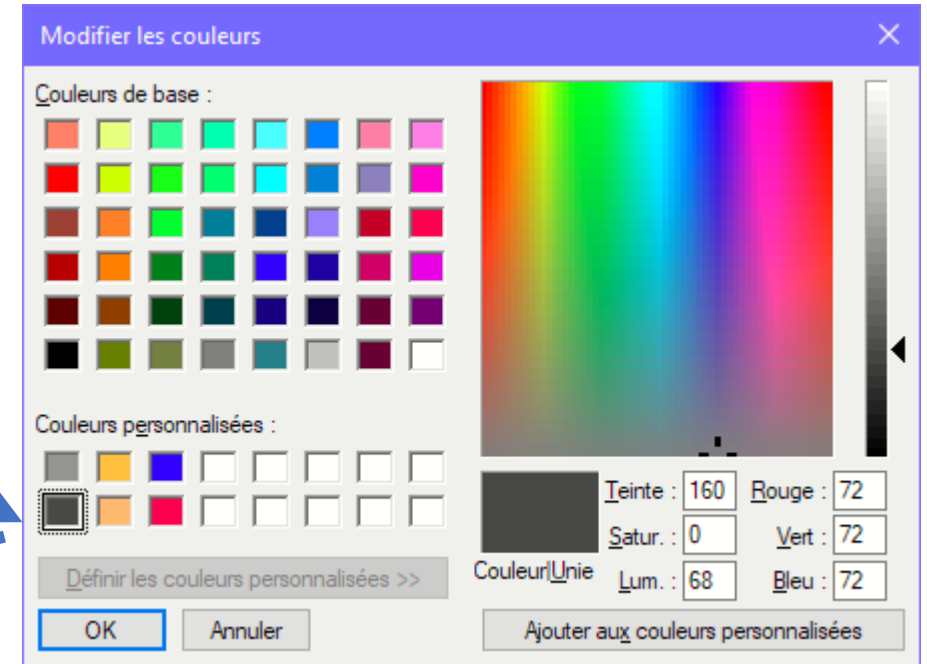 Modifier les couleurs
Couleurs de base :
Couleurs personnalisées :
Définir les couleurs personnalisées >>
OK
Annuler
Couleur|Unie
Teinte : 160
Satur. : 0
Lum. : 68
Rouge : 72
Vert : 72
Bleu : 72
Ajouter aux couleurs personnalisées